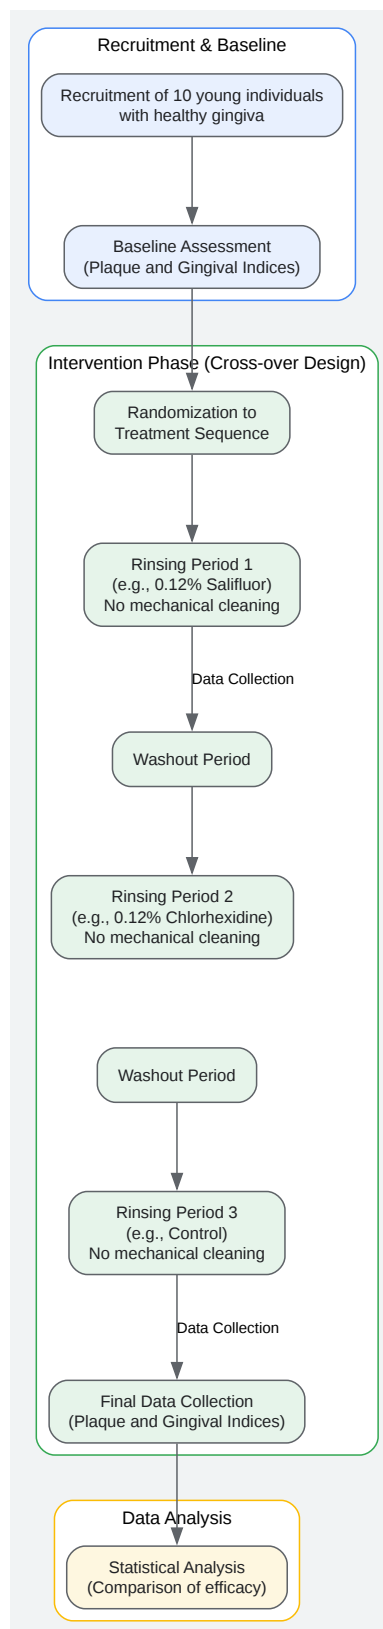 Recruitment & Baseline
Recruitment of 10 young individuals
with healthy gingiva
Baseline Assessment
(Plaque and Gingival Indices)
Intervention Phase (Cross-over Design)
Randomization to
Treatment Sequence
Rinsing Period 1
(e.g., 0.12% Salifluor)
No mechanical cleaning
Data Collection
Washout Period
Rinsing Period 2
(e.g., 0.12% Chlorhexidine)
No mechanical cleaning
Washout Period
Rinsing Period 3
(e.g., Control)
No mechanical cleaning
Data Collection
Final Data Collection
(Plaque and Gingival Indices)
Data Analysis
Statistical Analysis
(Comparison of efficacy)